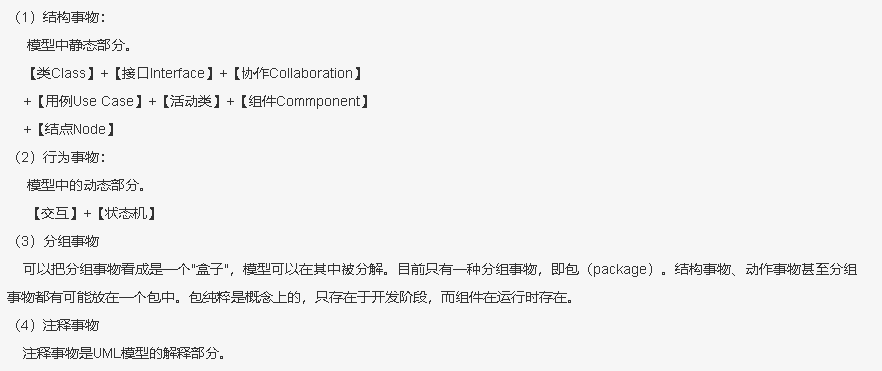 （1）结构事物：
模型中静态部分。
【类Class】+【接口Interface】+【协作Collaboration】
+【用例Use Case】+【活动类】+【组件Commponent】
+【结点Node】
（2）行为事物：
模型中的动态部分。
【交互】+【状态机】
（3）分组事物
可以把分组事物看成是一个"盒子"，模型可以在其中被分解。目前只有一种分组事物，即包（package）。结构事物、动作事物甚至分组
事物都有可能放在一个包中。包纯粹是概念上的，只存在于开发阶段，而组件在运行时存在。
（4）注释事物
注释事物是UML模型的解释部分。